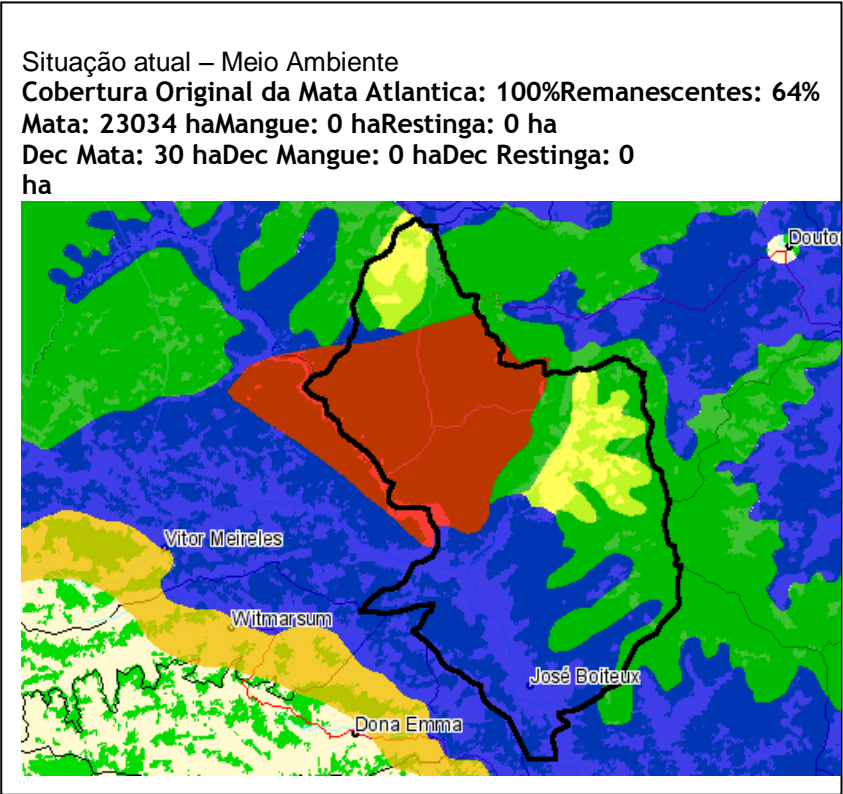 Situação atual – Meio Ambiente
Cobertura Original da Mata Atlantica: 100%Remanescentes: 64%
Mata: 23034 haMangue: 0 haRestinga: 0 ha
Dec Mata: 30 haDec Mangue: 0 haDec Restinga: 0
ha
Douto
Vitor Meireles
Witmarsum
José Boiteux
Dona Emma